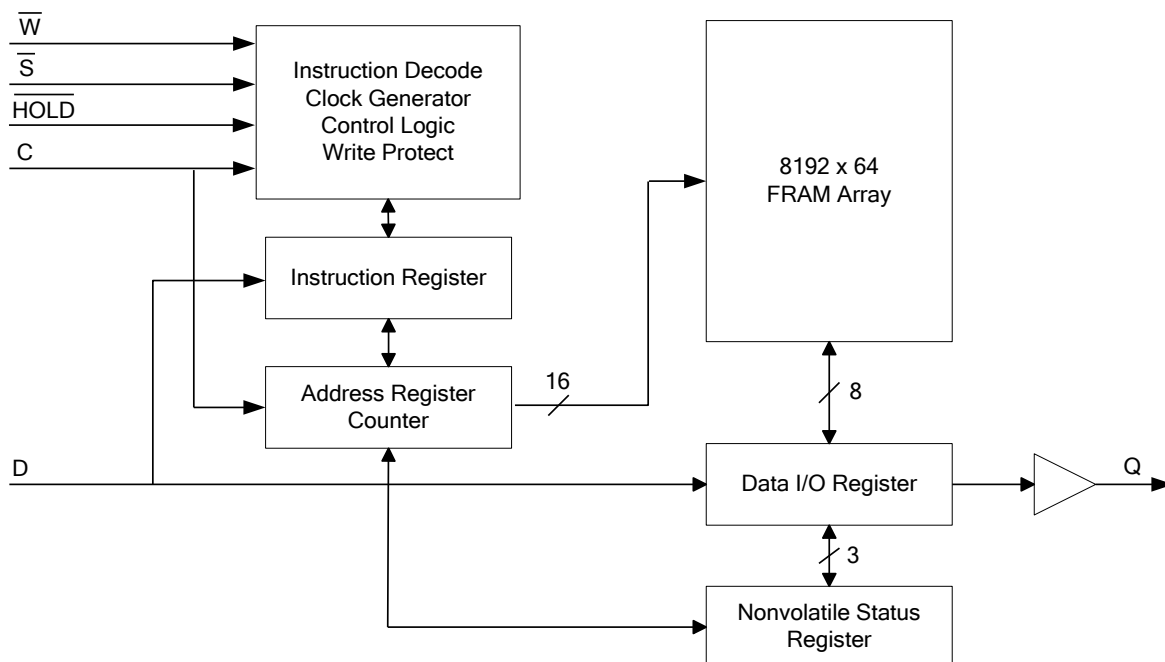 W
S
HOLD
C
Instruction Decode
Clock Generator
Control Logic
Write Protect
8192 x 64
FRAM Array
Instruction Register
Address Register
Counter
16
8
D
Data I/O Register
Q
3
Nonvolatile Status
Register